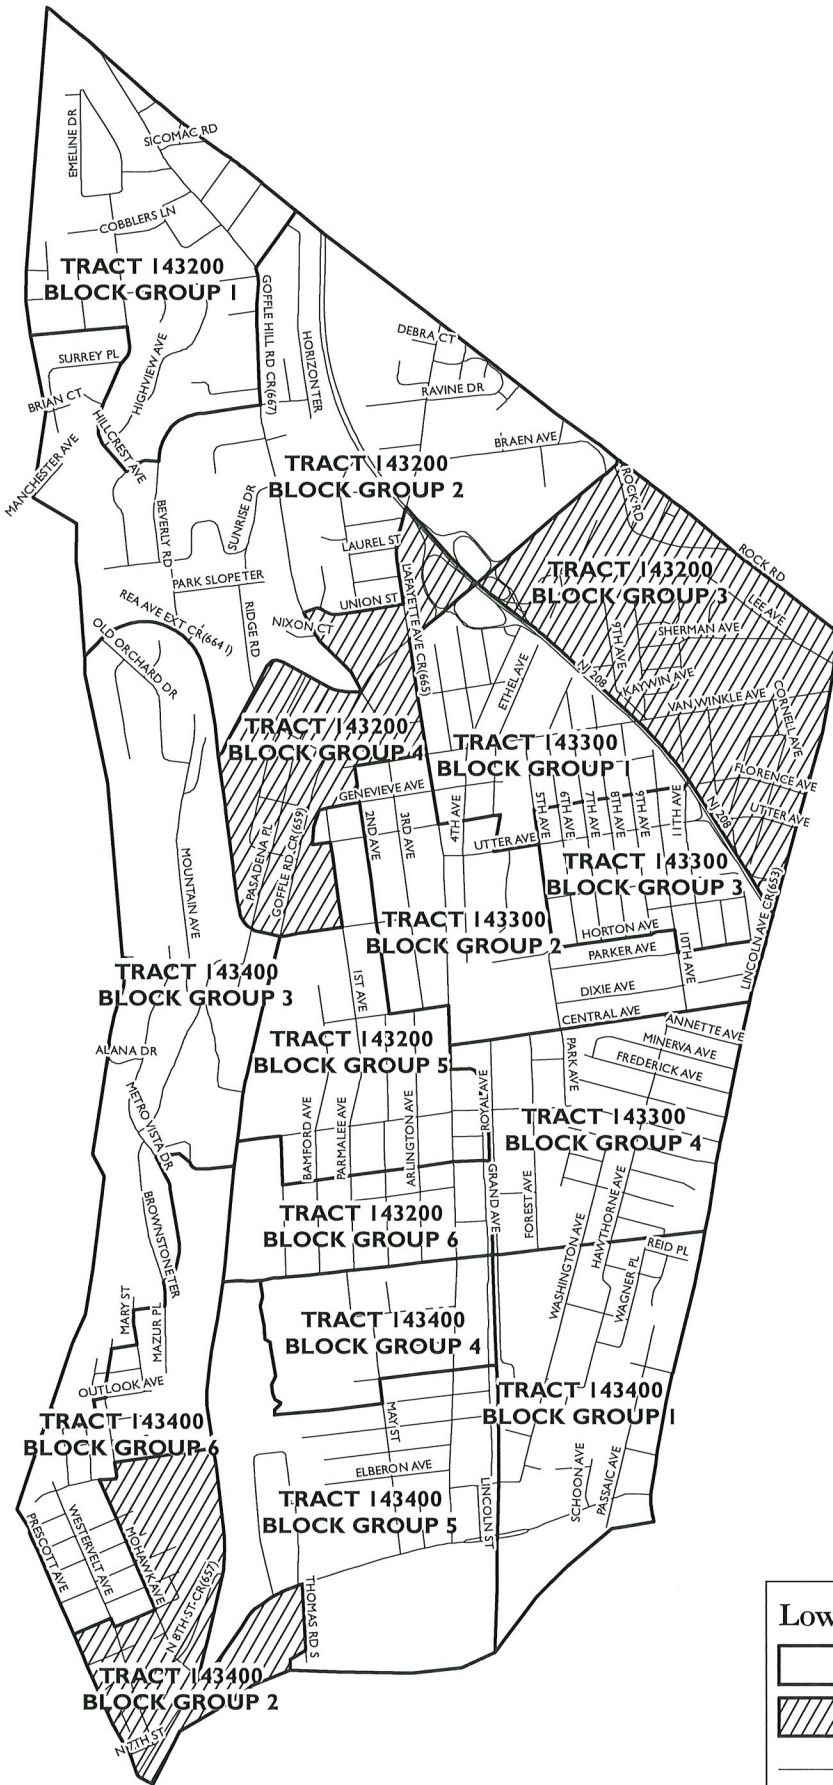 EMELINE DR
SICOMAC RD
COBBLERS LN
TRACT 143200
BLOCK GROUP 1
GOFFLE HILL RD CR(667)
HORIZON TER
DEBRA CT
SURREY PL
HIGHVIEW AVE
RAVINE DR
BRIAN CT
HILLCREST AVE
MANCHESTER AVE
BRAEN AVE
TRACT 143200
BLOCK GROUP 2
ROCK RD
BEVERLY RD
SUNRISE DR
LAUREL ST
ROCK RD
PARK SLOPE TER
LAFAYETTE AVE CR(665)
TRACT 143200
BLOCK GROUP 3
LEE AVE
REA AVE EXT CR(664 I)
UNION ST
RIDGE RD
NIXON CT
OLD ORCHARD DR
9TH AVE
SHERMAN AVE
ETHEL AVE
NJ 208
KAYWIN AVE
VAN WINKLE AVE
CORNELL AVE
TRACT 143200
BLOCK GROUP 4
TRACT 143300
BLOCK GROUP 1
FLORENCE AVE
GENEVIEVE AVE
NJ 208
UTTER AVE
PASADENA PL
GOFFLE RD CR(659)
2ND AVE
3RD AVE
4TH AVE
5TH AVE
6TH AVE
7TH AVE
8TH AVE
9TH AVE
11TH AVE
UTTER AVE
MOUNTAIN AVE
TRACT 143300
BLOCK GROUP 3
LINCOLN AVE CR(653)
TRACT 143300
BLOCK GROUP 2
HORTON AVE
PARKER AVE
10TH AVE
TRACT 143400
BLOCK GROUP 3
1ST AVE
DIXIE AVE
CENTRAL AVE
ANNETTE AVE
TRACT 143200
BLOCK GROUP 5
MINERVA AVE
FREDERICK AVE
ALANA DR
PARK AVE
METRO VISTA DR
BAMFORD AVE
PARMALEE AVE
ARLINGTON AVE
ROYAL AVE
TRACT 143300
BLOCK GROUP 4
BROWNSTONE TER
GRAND AVE
FOREST AVE
HAWTHORNE AVE
TRACT 143200
BLOCK GROUP 6
WASHINGTON AVE
REID PL
WAGNER PL
MARY ST
MAZUR PL
TRACT 143400
BLOCK GROUP 4
OUTLOOK AVE
TRACT 143400
BLOCK GROUP 1
MAY ST
TRACT 143400
BLOCK GROUP 6
ELBERON AVE
SCHOON AVE
PASSAIC AVE
TRACT 143400
BLOCK GROUP 5
LINCOLN ST
PRESCOTT AVE
WESTERVELT AVE
MOHAWK AVE
N 8TH ST CR(657)
THOMAS RD S
TRACT 143400
BLOCK GROUP 2
N 7TH ST
Low